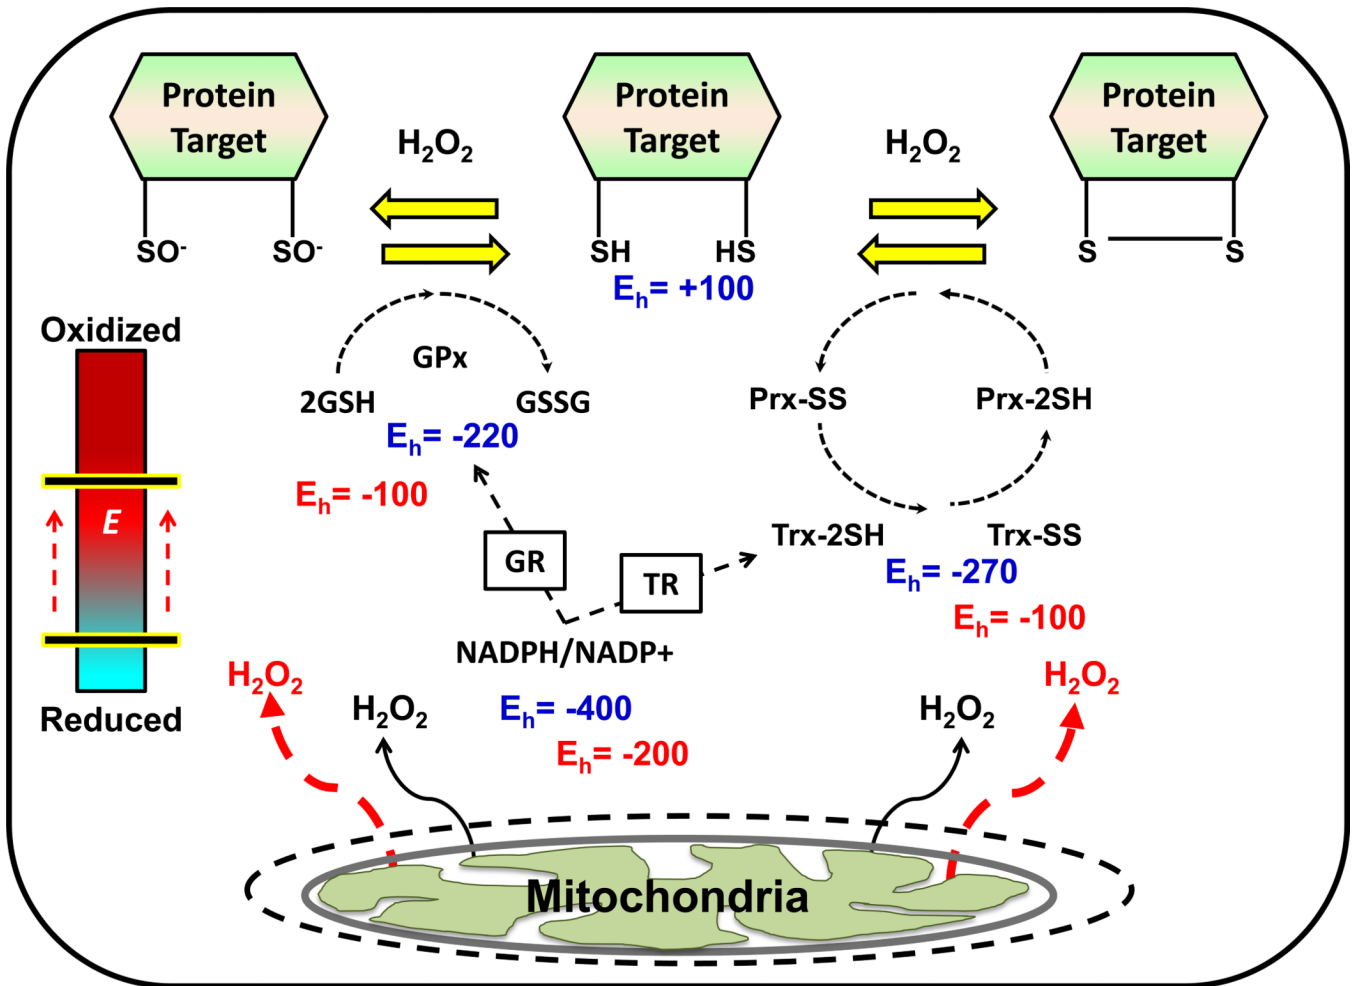 Protein
Target
Protein
Target
Protein
Target
H₂O₂
H₂O₂
SO⁻
SO⁻
SH
HS
S
S
Eₕ= +100
Oxidized
E
Reduced
GPx
2GSH
GSSG
Eₕ= -220
Eₕ= -100
Prx-SS
Prx-2SH
Trx-2SH
Trx-SS
Eₕ= -270
Eₕ= -100
GR
TR
NADPH/NADP+
Eₕ= -400
Eₕ= -200
H₂O₂
H₂O₂
H₂O₂
H₂O₂
Mitochondria